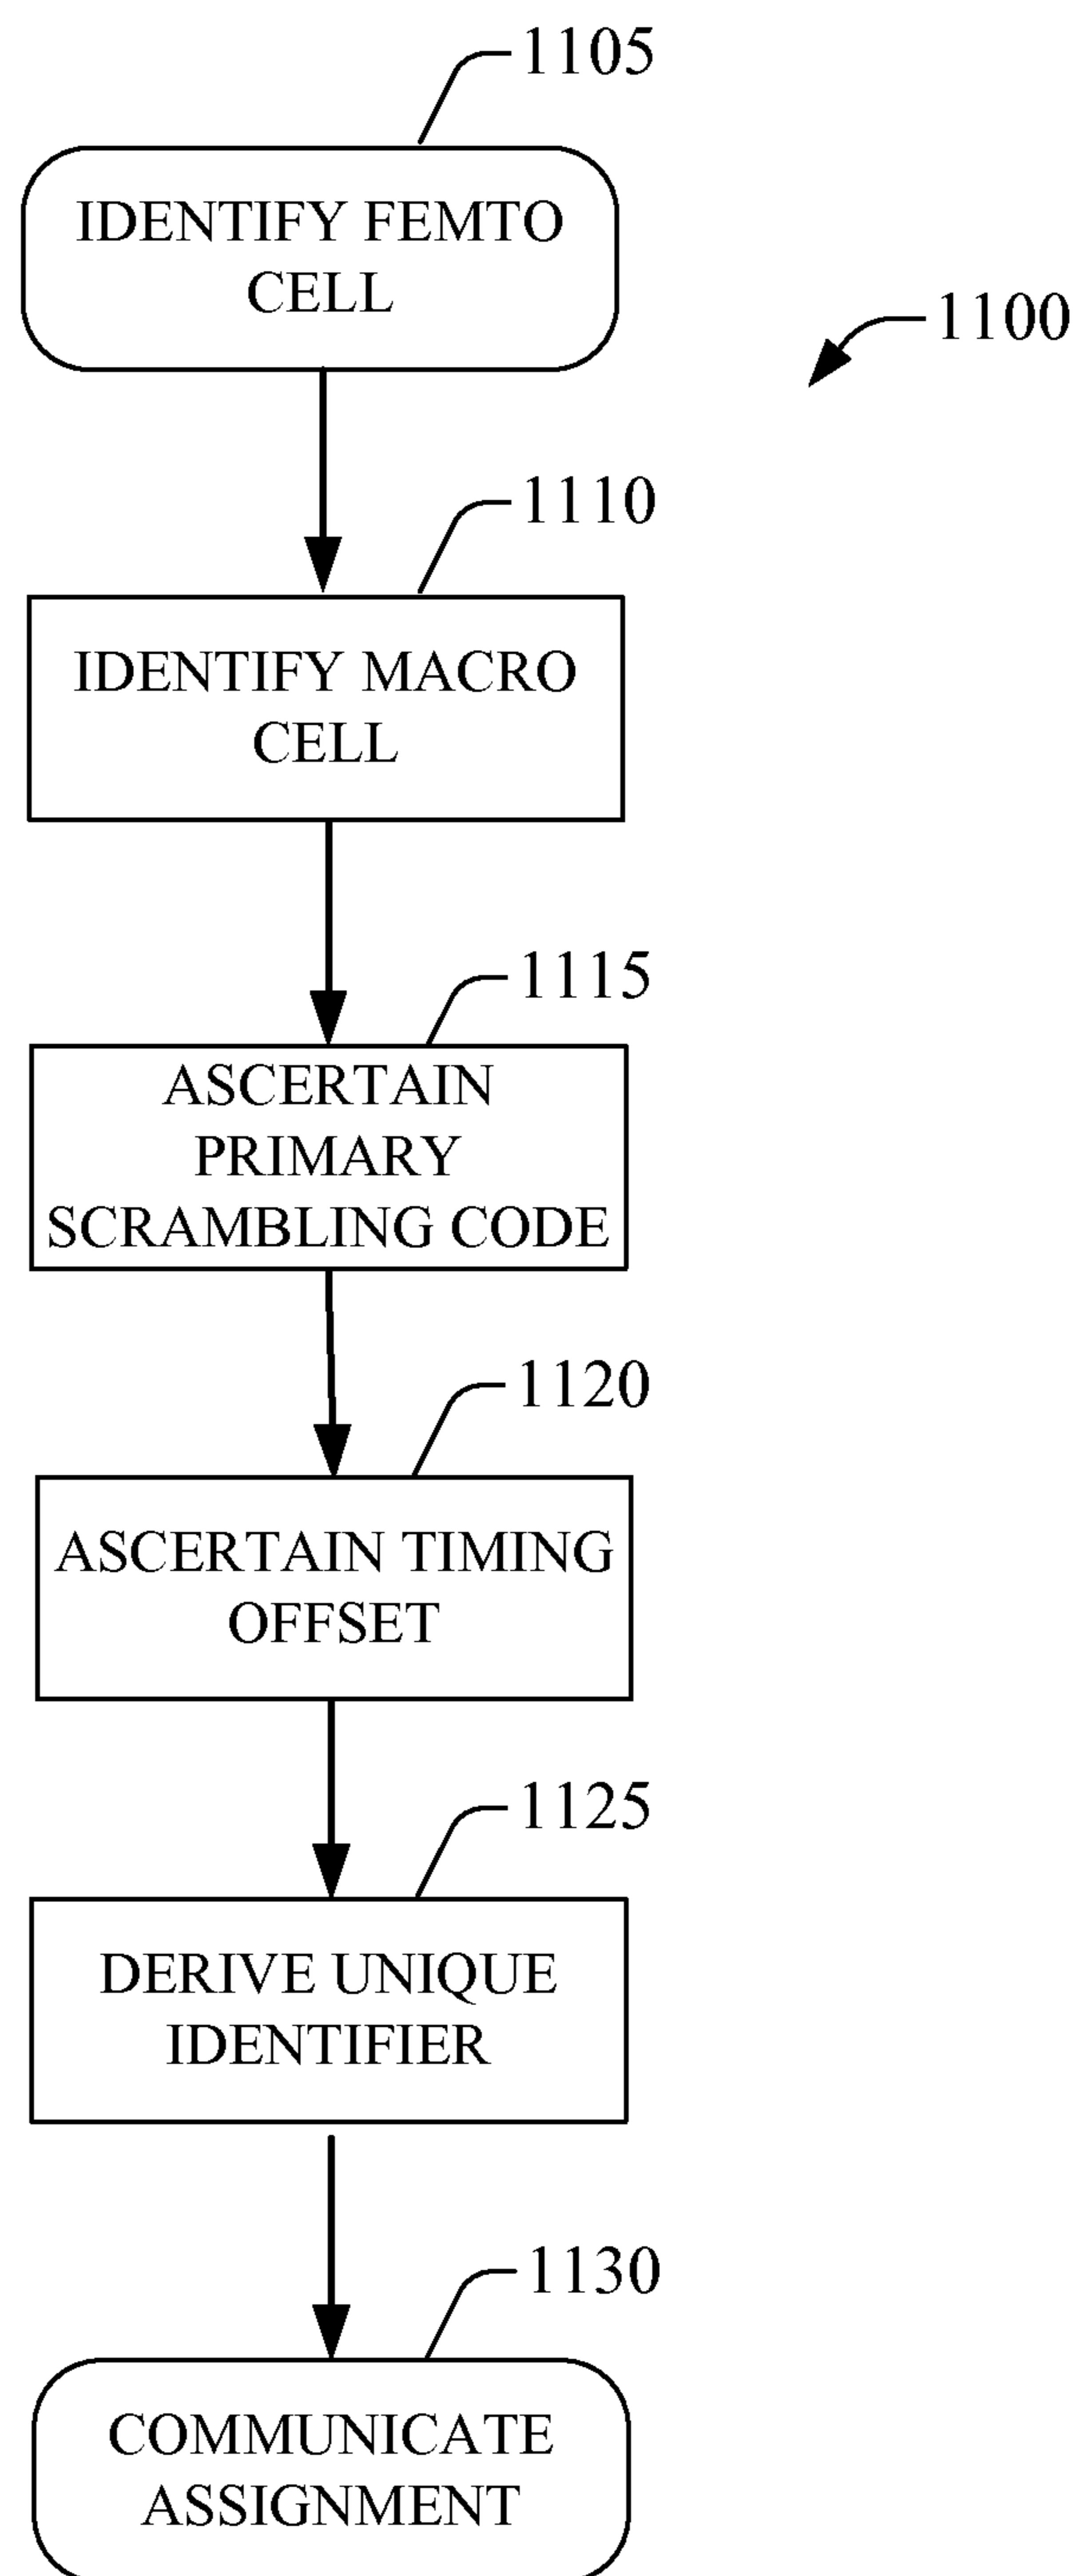 1105
IDENTIFY FEMTO
CELL
1100
1110
IDENTIFY MACRO
CELL
1115
ASCERTAIN
PRIMARY
SCRAMBLING CODE
1120
ASCERTAIN TIMING
OFFSET
1125
DERIVE UNIQUE
IDENTIFIER
1130
COMMUNICATE
ASSIGNMENT